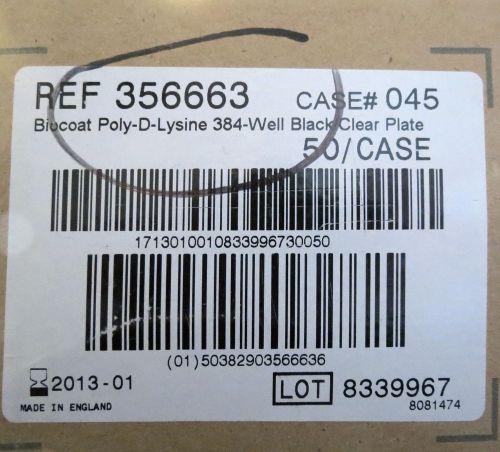 REF 356663 CASE# 045
Biocoat Poly-D-Lysine 384-Well Black/Clear Plate
50/CASE
1713010010833996730050
(01)50382903566636
2013-01 LOT 8339967
MADE IN ENGLAND 8081474